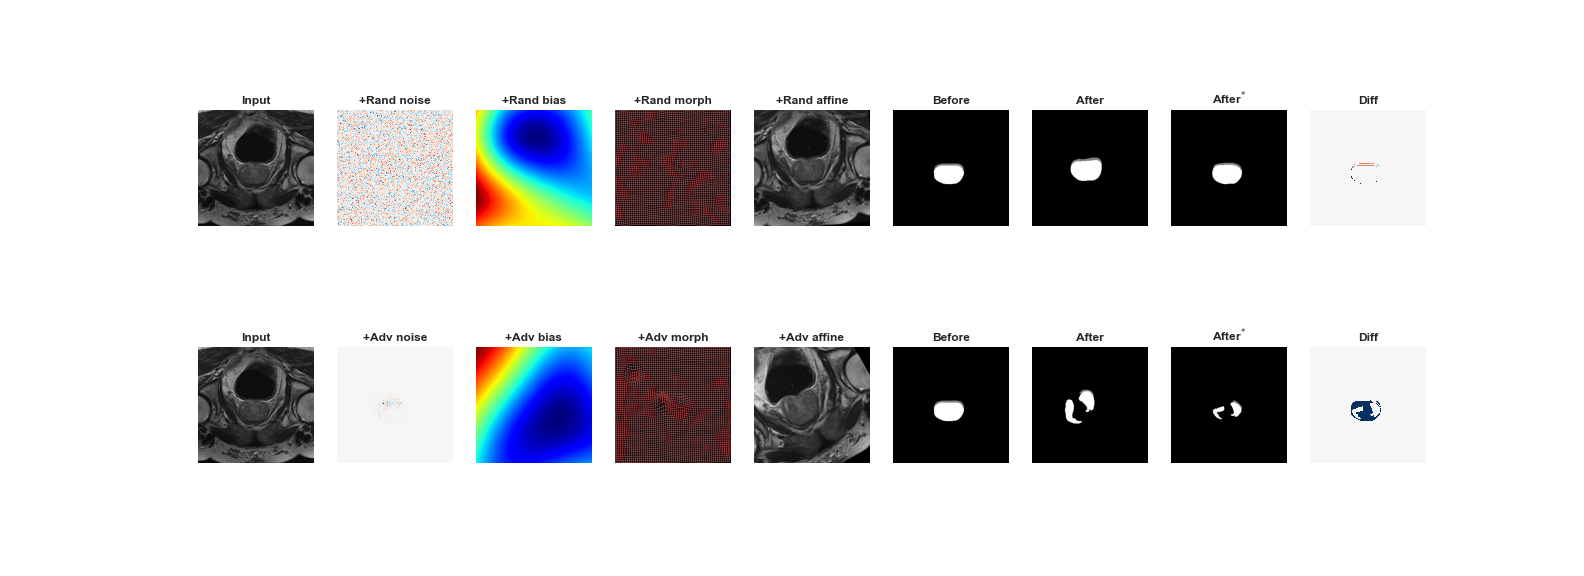 Input +Rand noise +Rand bias +Rand morph +Rand affine Before After After* Diff
Input +Adv noise +Adv bias +Adv morph +Adv affine Before After After* Diff